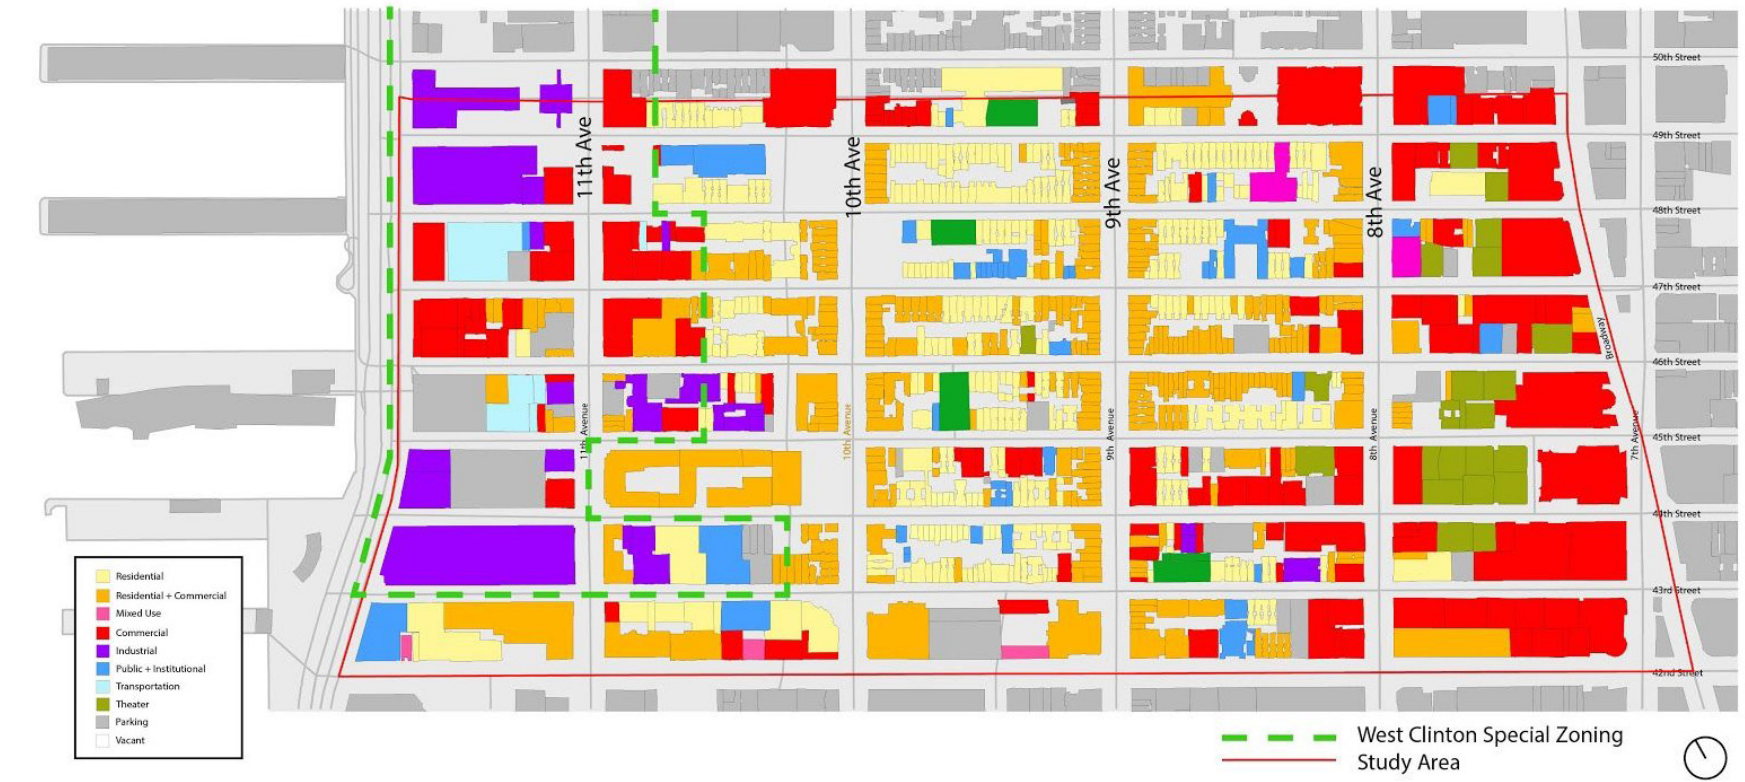 50th Street
49th Street
11th Ave
10th Ave
9th Ave
8th Ave
48th Street
47th Street
Broadway
46th Street
11th Avenue
10th Avenue
9th Avenue
8th Avenue
7th Avenue
45th Street
44th Street
43rd Street
42nd Street
Residential
Residential + Commercial
Mixed Use
Commercial
Industrial
Public + Institutional
Transportation
Theater
Parking
Vacant
West Clinton Special Zoning
Study Area